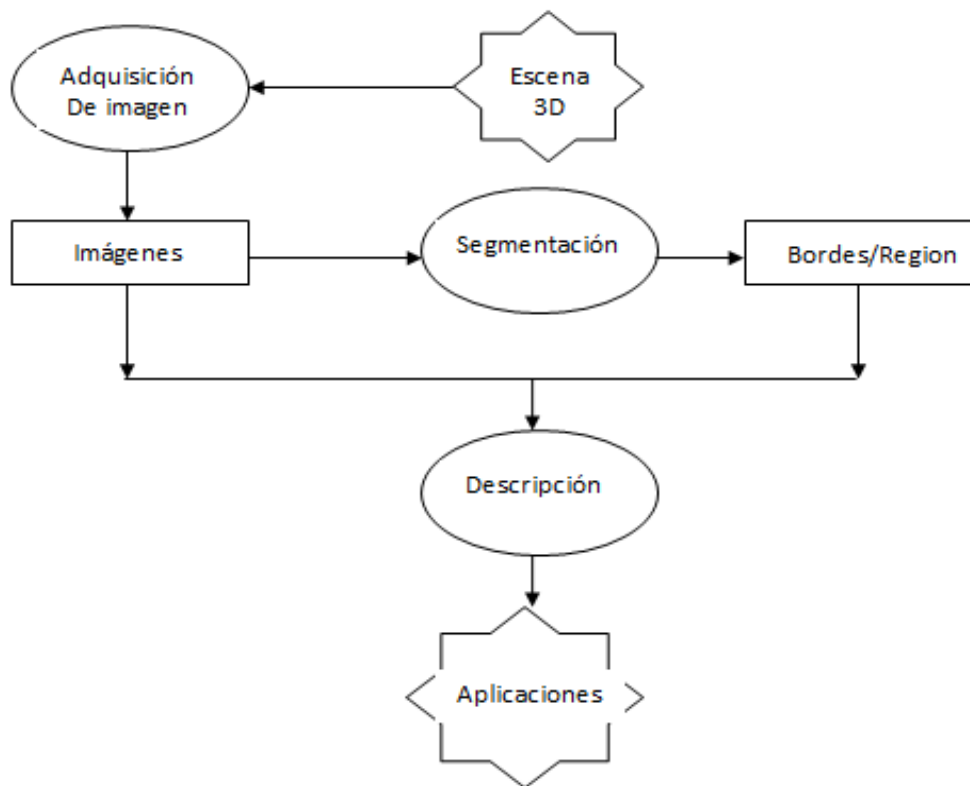 Adquisición
De imagen
Escena
3D
Imágenes
Segmentación
Bordes/Region
Descripción
Aplicaciones